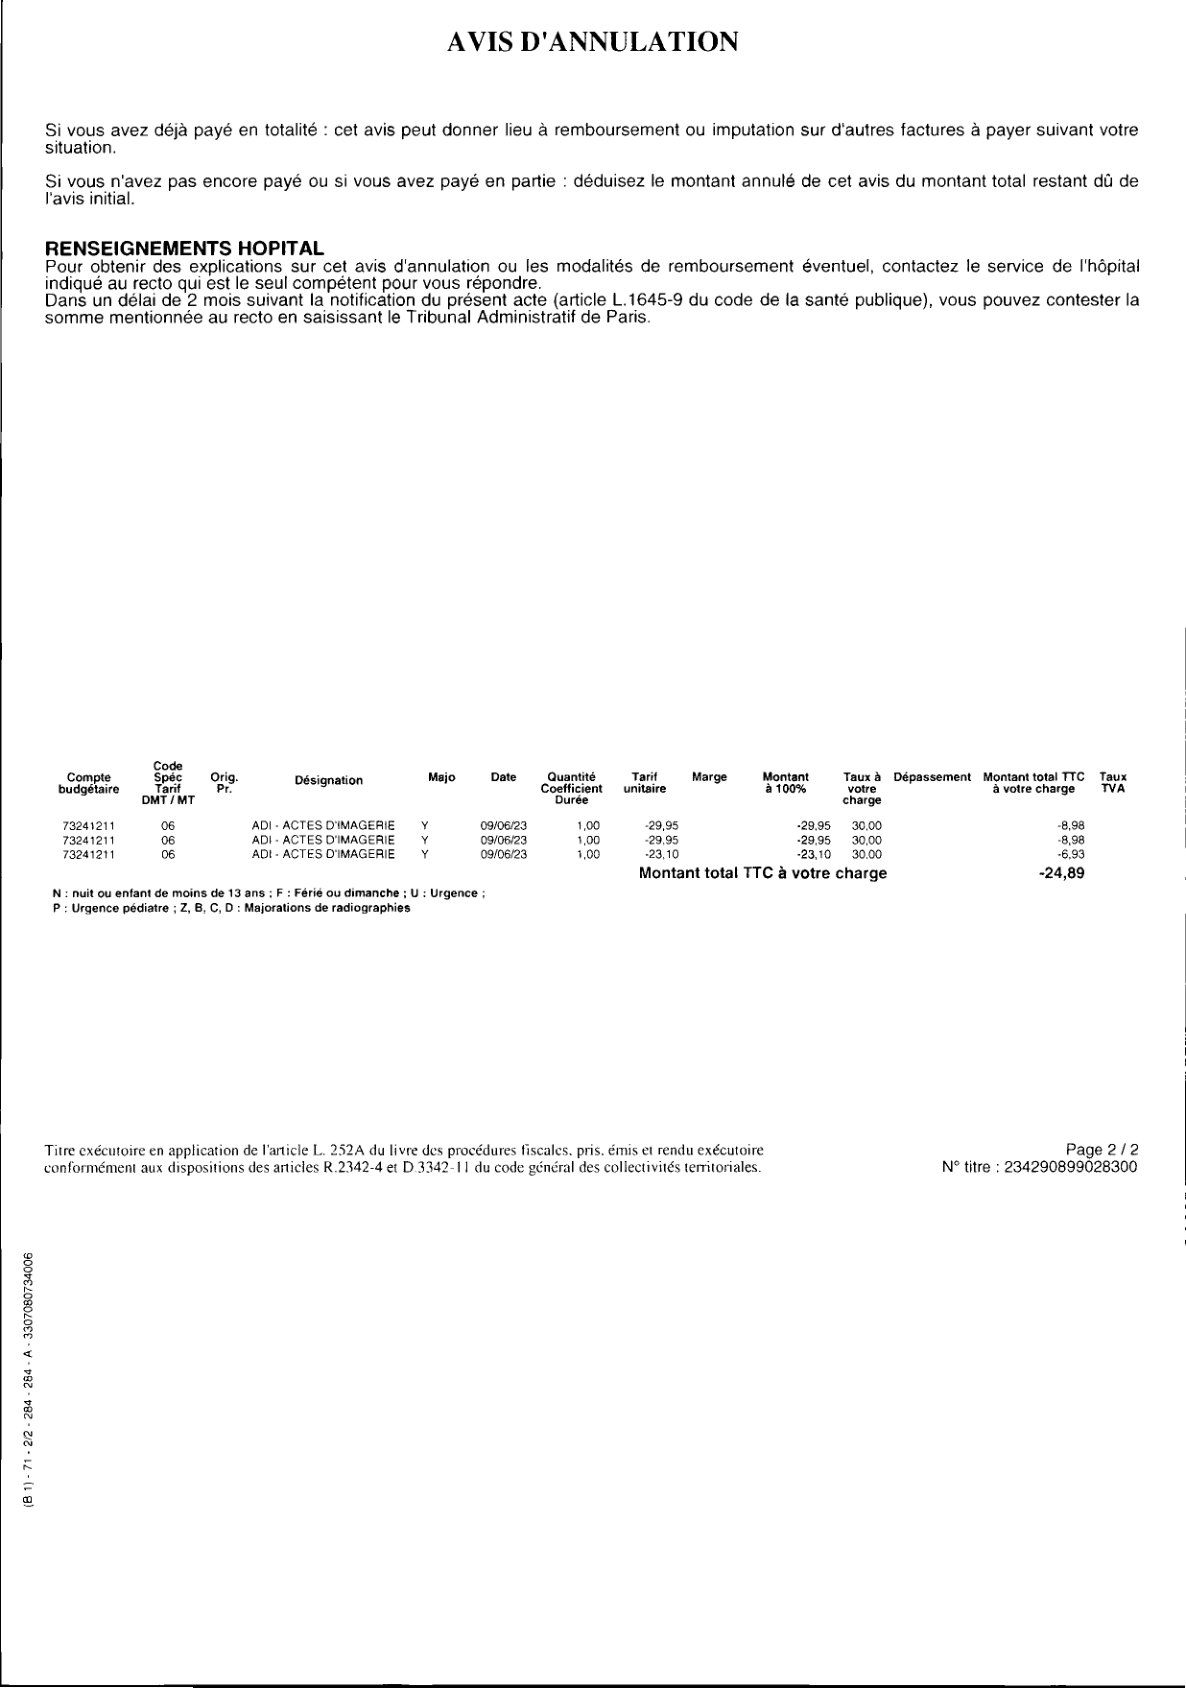 AVIS D'ANNULATION
Si vous avez déjà payé en totalité : cet avis peut donner lieu à remboursement ou imputation sur d'autres factures à payer suivant votre
situation.
Si vous n'avez pas encore payé ou si vous avez payé en partie : déduisez le montant annulé de cet avis du montant total restant dû de
l'avis initial.
RENSEIGNEMENTS HOPITAL
Pour obtenir des explications sur cet avis d'annulation ou les modalités de remboursement éventuel, contactez le service de l'hôpital
indiqué au recto qui est le seul compétent pour vous répondre.
Dans un délai de 2 mois suivant la notification du présent acte (article L.1645-9 du code de la santé publique), vous pouvez contester la
somme mentionnée au recto en saisissant le Tribunal Administratif de Paris.
Compte budgétaire Code Spéc Tarif DMT / MT Orig. Pr. Désignation Majo Date Quantité Coefficient Durée Tarif unitaire Marge Montant à 100% Taux à votre charge Dépassement Montant total TTC à votre charge Taux TVA
73241211 06 ADI - ACTES D'IMAGERIE Y 09/06/23 1,00 -29,95 -29,95 30,00 -8,98
73241211 06 ADI - ACTES D'IMAGERIE Y 09/06/23 1,00 -29,95 -29,95 30,00 -8,98
73241211 06 ADI - ACTES D'IMAGERIE Y 09/06/23 1,00 -23,10 -23,10 30,00 -6,93
Montant total TTC à votre charge -24,89
N : nuit ou enfant de moins de 13 ans ; F : Férié ou dimanche ; U : Urgence ;
P : Urgence pédiatre ; Z, B, C, D : Majorations de radiographies
Titre exécutoire en application de l'article L. 252A du livre des procédures fiscales, pris, émis et rendu exécutoire
conformément aux dispositions des articles R.2342-4 et D.3342-11 du code général des collectivités territoriales.
Page 2 / 2
N° titre : 234290899028300
(B 1) - 71 - 2/2 - 284 - 284 - A - 3307080734006